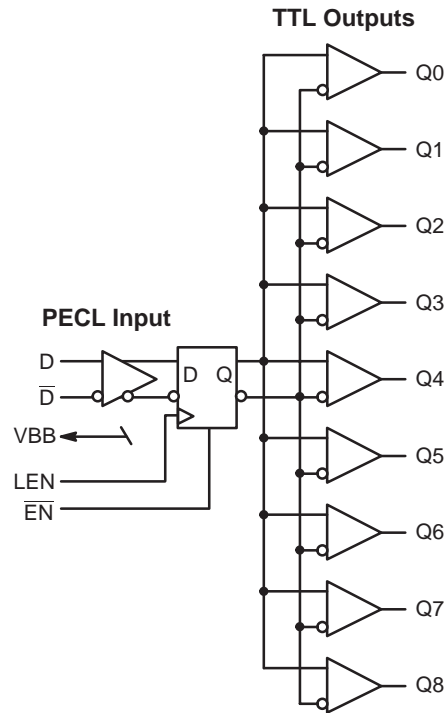 TTL Outputs
Q0
Q1
Q2
Q3
PECL Input
D
D Q
Q4
D
VBB
Q5
LEN
EN
Q6
Q7
Q8